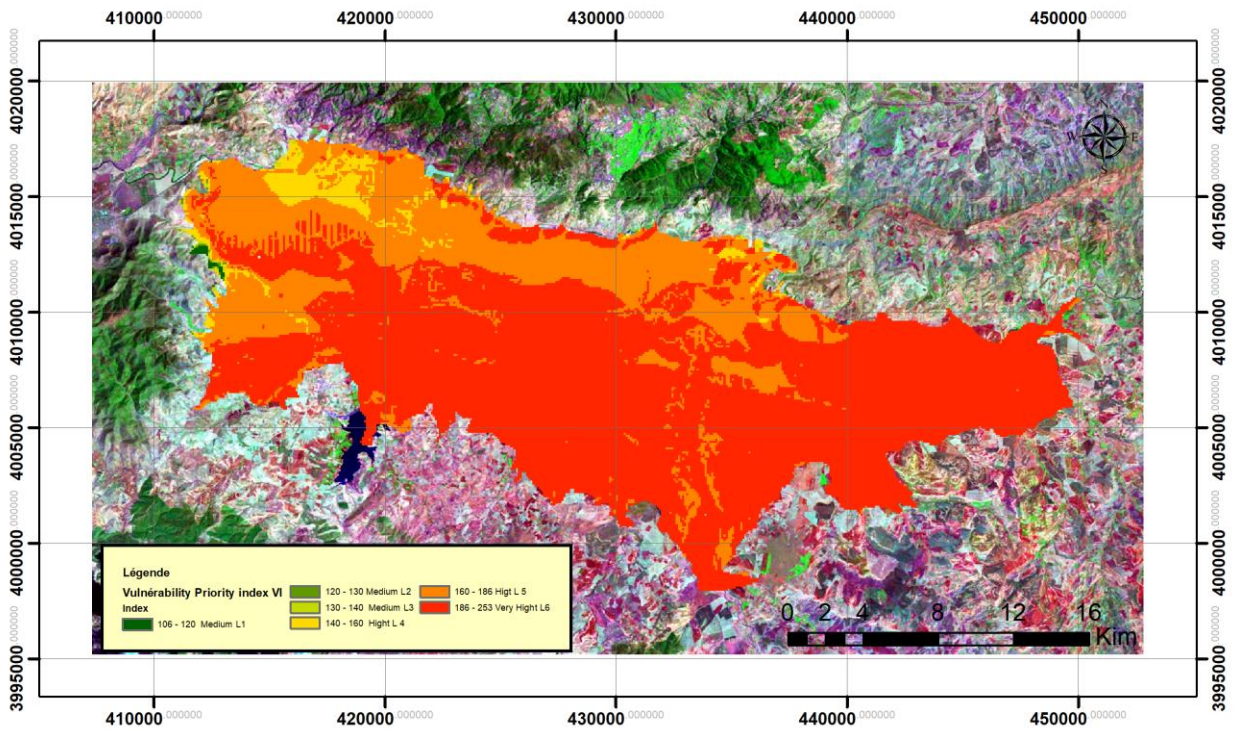 410000.000000 420000.000000 430000.000000 440000.000000 450000.000000
4020000.000000 4020000.000000
4015000.000000 4015000.000000
4010000.000000 4010000.000000
4005000.000000 4005000.000000
4000000.000000 4000000.000000
3995000.000000 3995000.000000
N
W E
S
Légende
Vulnérability Priority index VI
Index
106 - 120 Medium L1
120 - 130 Medium L2
130 - 140 Medium L3
140 - 160 Hight L 4
160 - 186 Higt L 5
186 - 253 Very Hight L6
0 2 4 8 12 16
Kim
410000.000000 420000.000000 430000.000000 440000.000000 450000.000000